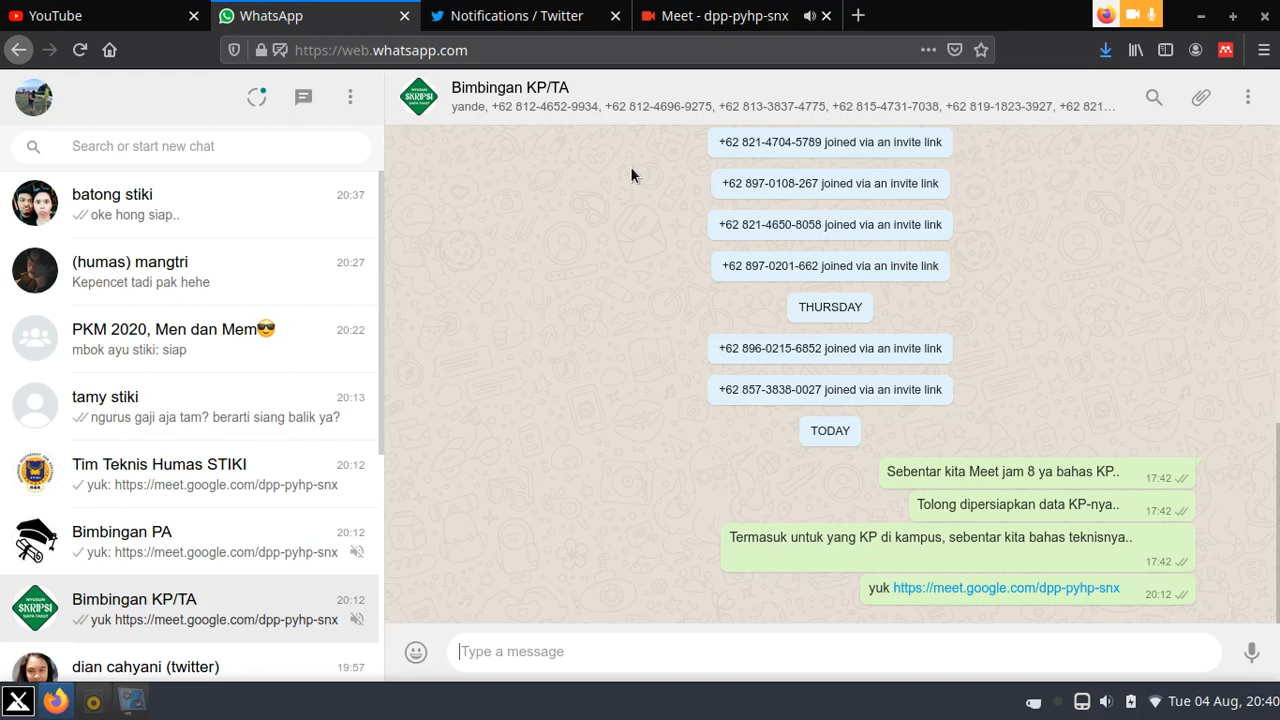 YouTube
WhatsApp
Notifications / Twitter
Meet - dpp-pyhp-snx
https://web.whatsapp.com
Bimbingan KP/TA
yande, +62 812-4652-9934, +62 812-4696-9275, +62 813-3837-4775, +62 815-4731-7038, +62 819-1823-3927, +62 821...
NYUSUN
SKRIPSI
SIAPA TAKUT
Search or start new chat
batong stiki 20:37
oke hong siap..
(humas) mangtri 20:27
Kepencet tadi pak hehe
PKM 2020, Men dan Mem😎 20:22
mbok ayu stiki: siap
tamy stiki 20:13
ngurus gaji aja tam? berarti siang balik ya?
Tim Teknis Humas STIKI 20:12
yuk: https://meet.google.com/dpp-pyhp-snx
Bimbingan PA 20:12
yuk: https://meet.google.com/dpp-pyhp-snx
Bimbingan KP/TA 20:12
yuk https://meet.google.com/dpp-pyhp-snx
SKRIPSI
dian cahyani (twitter) 19:57
+62 821-4704-5789 joined via an invite link
+62 897-0108-267 joined via an invite link
+62 821-4650-8058 joined via an invite link
+62 897-0201-662 joined via an invite link
THURSDAY
+62 896-0215-6852 joined via an invite link
+62 857-3838-0027 joined via an invite link
TODAY
Sebentar kita Meet jam 8 ya bahas KP.. 17:42
Tolong dipersiapkan data KP-nya.. 17:42
Termasuk untuk yang KP di kampus, sebentar kita bahas teknisnya..
17:42
yuk https://meet.google.com/dpp-pyhp-snx 20:12
Type a message
Tue 04 Aug, 20:40